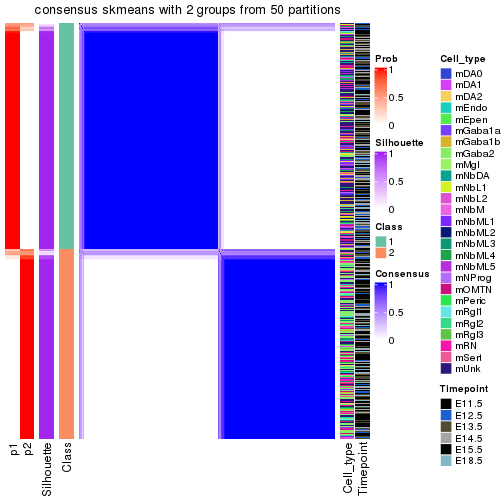 consensus skmeans with 2 groups from 50 partitions
p1
p2
Silhouette
Class
Cell_type
Timepoint
Prob
1
0.5
0
Silhouette
1
0.5
0
Class
1
2
Consensus
1
0.5
0
Cell_type
mDA0
mDA1
mDA2
mEndo
mEpen
mGaba1a
mGaba1b
mGaba2
mMgl
mNbDA
mNbL1
mNbL2
mNbM
mNbML1
mNbML2
mNbML3
mNbML4
mNbML5
mNProg
mOMTN
mPeric
mRgl1
mRgl2
mRgl3
mRN
mSert
mUnk
Timepoint
E11.5
E12.5
E13.5
E14.5
E15.5
E18.5